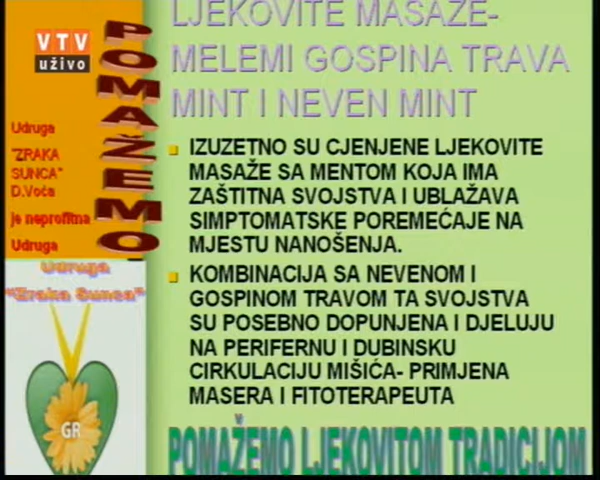 VTV
uživo
POMAŽEMO
Udruga
"ZRAKA
SUNCA"
D.Voća
je neprofitna
Udruga
Udruga
"Zraka Sunca"
GR
LJEKOVITE MASAŽE-
MELEMI GOSPINA TRAVA
MINT I NEVEN MINT
IZUZETNO SU CJENJENE LJEKOVITE
MASAŽE SA MENTOM KOJA IMA
ZAŠTITNA SVOJSTVA I UBLAŽAVA
SIMPTOMATSKE POREMEĆAJE NA
MJESTU NANOŠENJA.
KOMBINACIJA SA NEVENOM I
GOSPINOM TRAVOM TA SVOJSTVA
SU POSEBNO DOPUNJENA I DJELUJU
NA PERIFERNU I DUBINSKU
CIRKULACIJU MIŠIĆA- PRIMJENA
MASERA I FITOTERAPEUTA
POMAŽEMO LJEKOVITOM TRADICIJOM